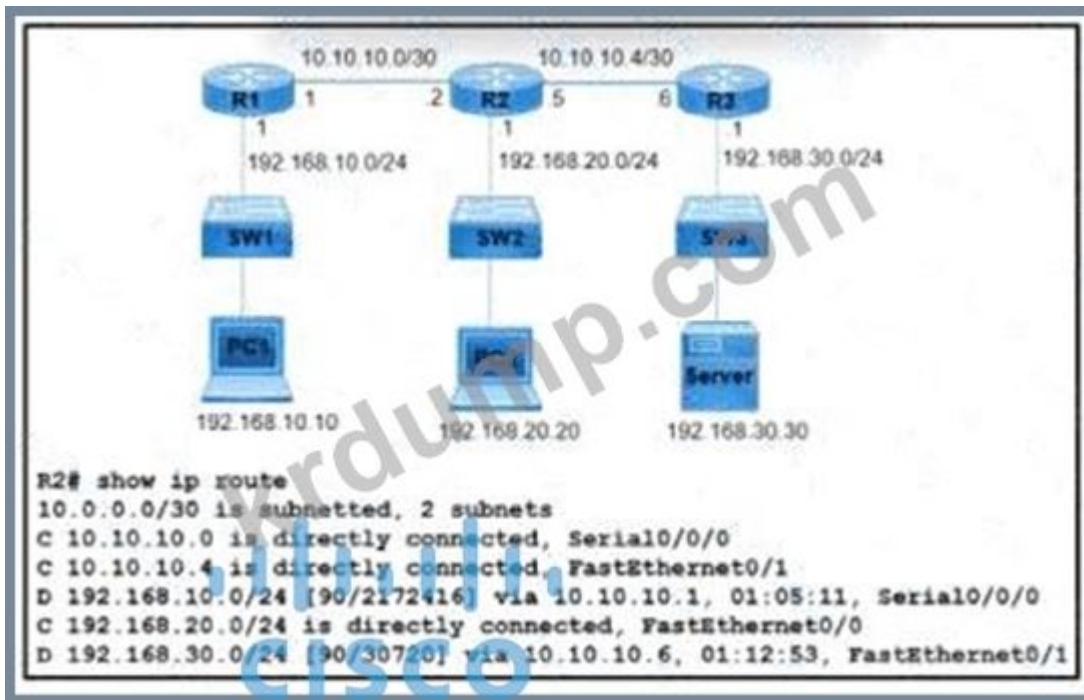 10.10.10.0/30 10.10.10.4/30
R1 1 .2 R2 .5 6 R3
.1 1 .1
192.168.10.0/24 192.168.20.0/24 192.168.30.0/24
SW1 SW2 SW3
PC1 Server
192.168.10.10 192.168.20.20 192.168.30.30
krdump.com
R2# show ip route
10.0.0.0/30 is subnetted, 2 subnets
C 10.10.10.0 is directly connected, Serial0/0/0
C 10.10.10.4 is directly connected, FastEthernet0/1
D 192.168.10.0/24 [90/2172416] via 10.10.10.1, 01:05:11, Serial0/0/0
C 192.168.20.0/24 is directly connected, FastEthernet0/0
D 192.168.30.0/24 [90/30720] via 10.10.10.6, 01:12:53, FastEthernet0/1
CISCO